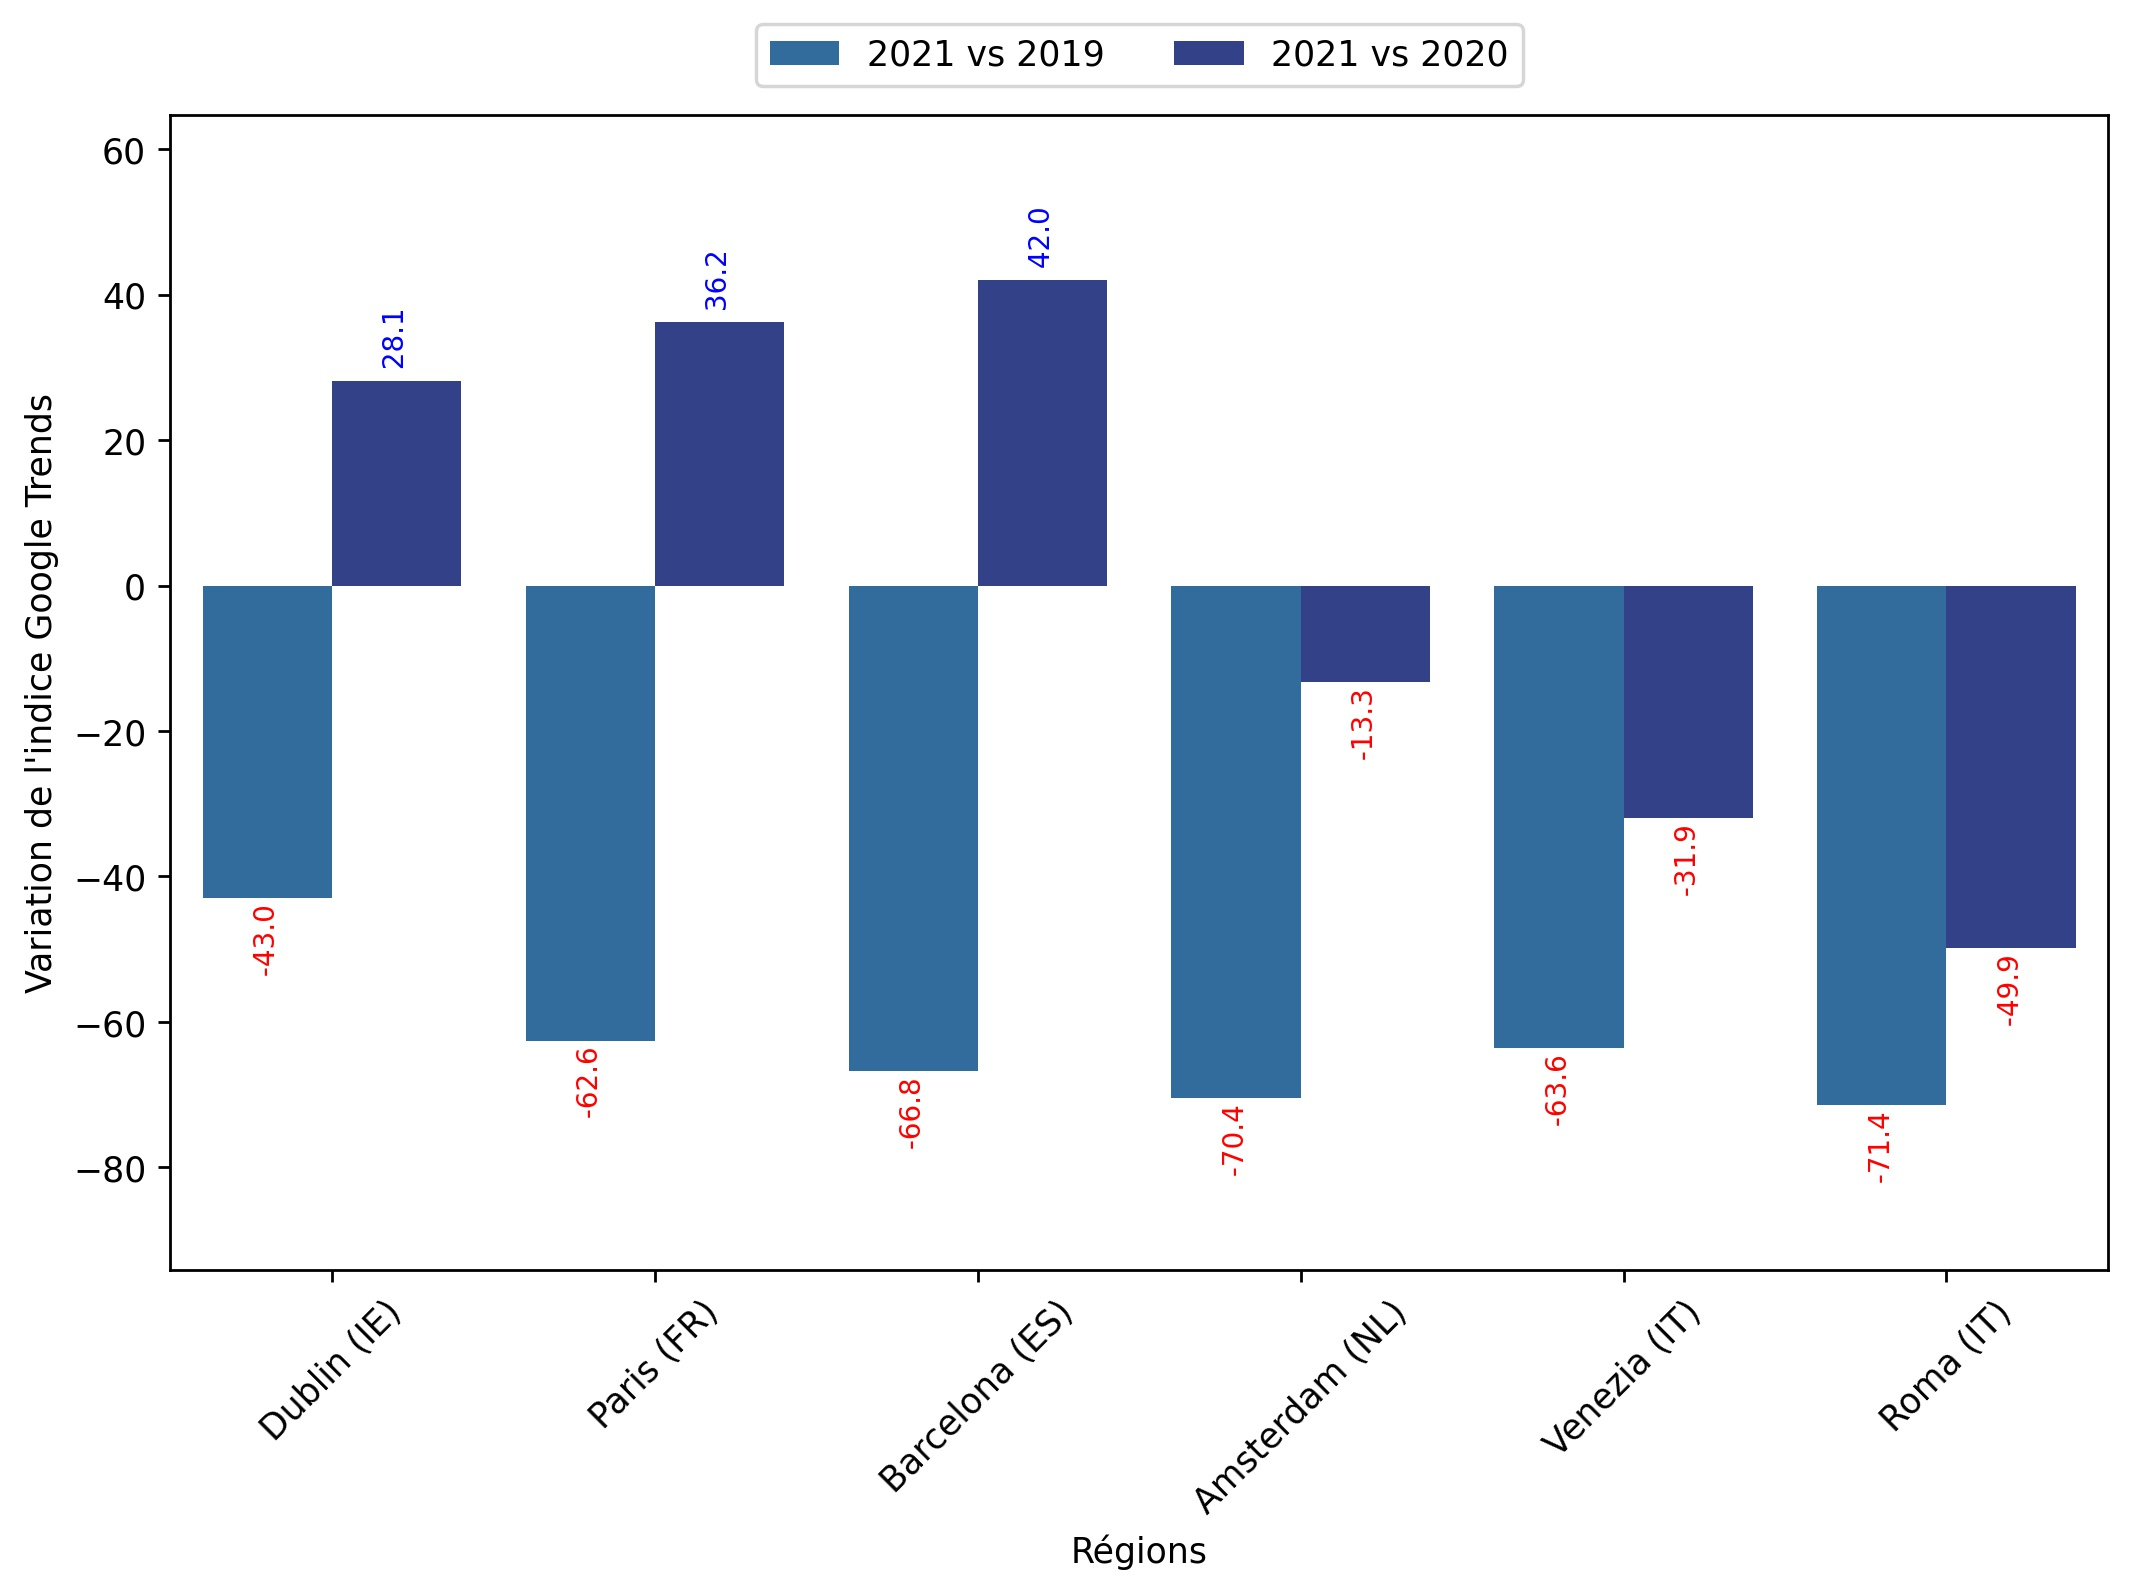 2021 vs 2019
2021 vs 2020
Variation de l'indice Google Trends
60
40
20
0
−20
−40
−60
−80
28.1
36.2
42.0
-43.0
-62.6
-66.8
-70.4
-13.3
-63.6
-31.9
-71.4
-49.9
Dublin (IE)
Paris (FR)
Barcelona (ES)
Amsterdam (NL)
Venezia (IT)
Roma (IT)
Régions